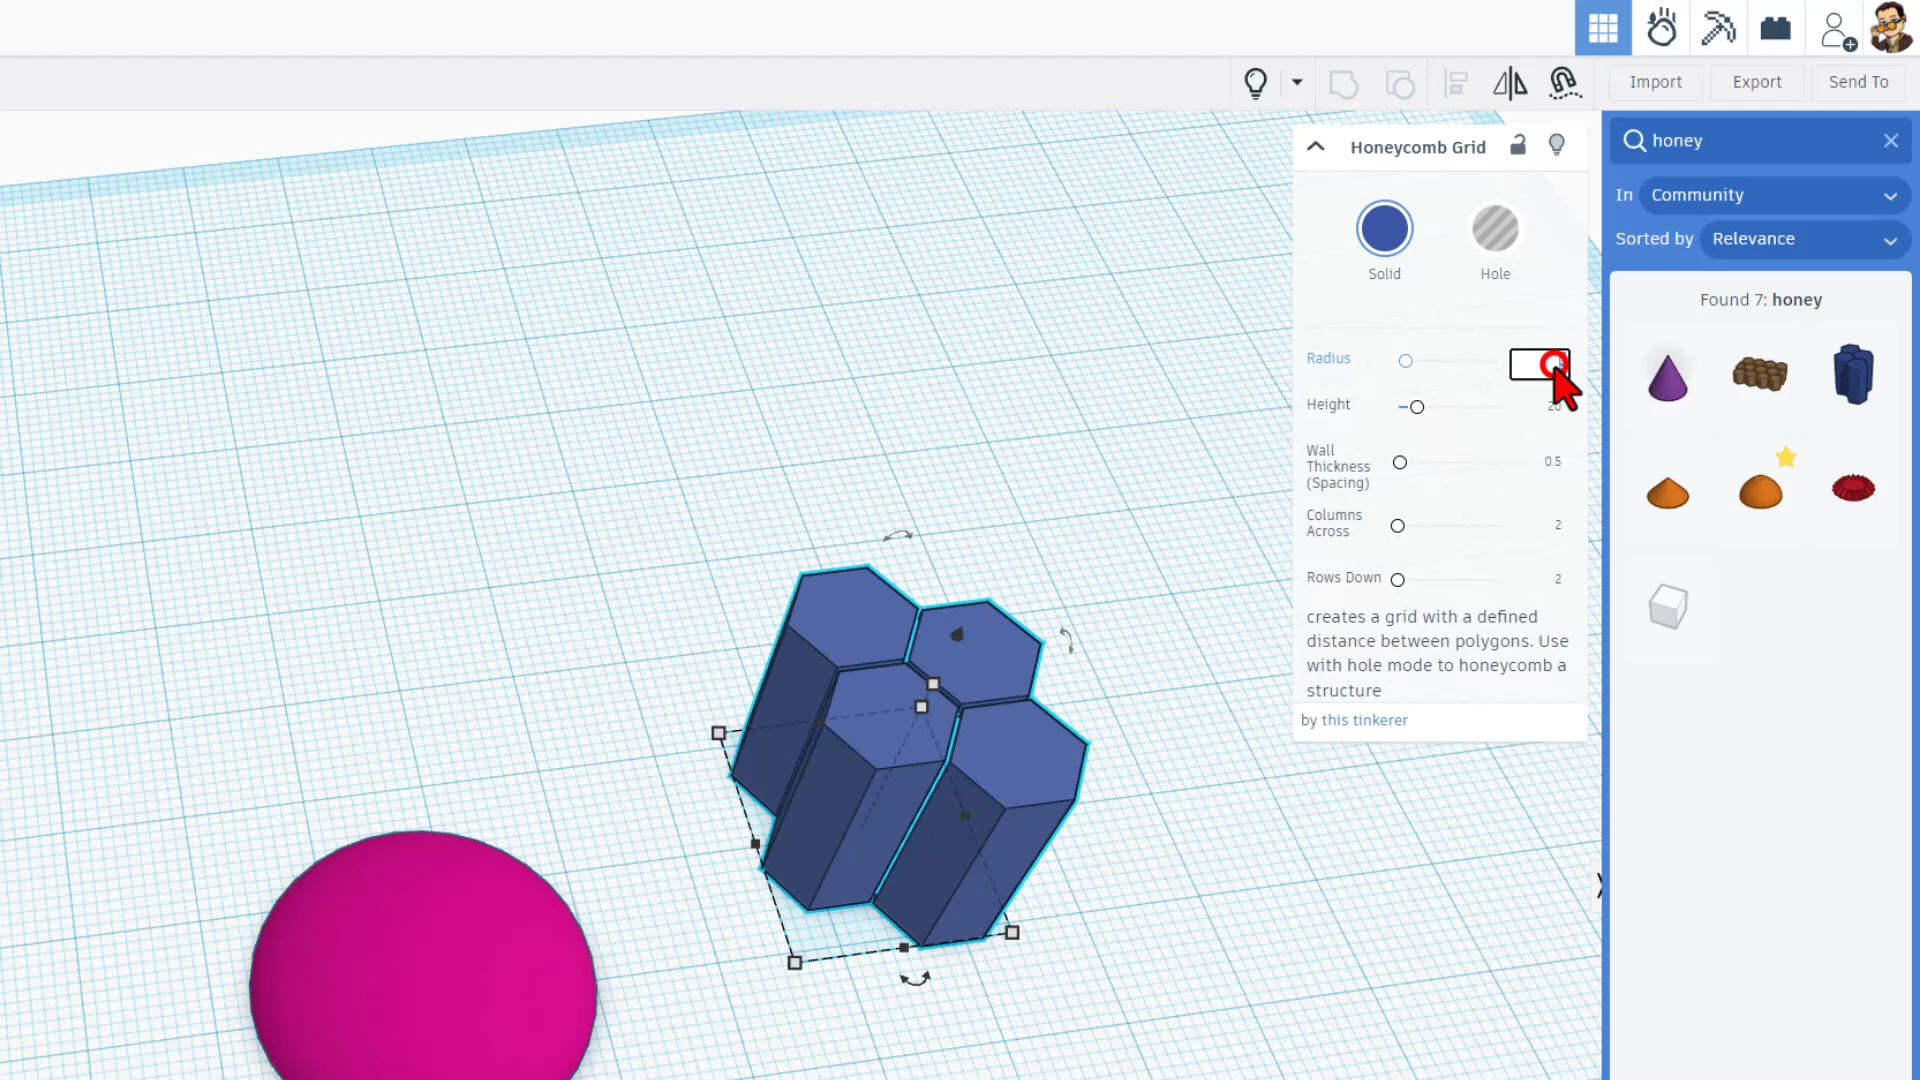 Import
Export
Send To
honey
In
Community
Sorted by
Relevance
Found 7: honey
Honeycomb Grid
Solid
Hole
Radius
Height
20
Wall
Thickness
(Spacing)
0.5
Columns
Across
2
Rows Down
2
creates a grid with a defined
distance between polygons. Use
with hole mode to honeycomb a
structure
by this tinkerer